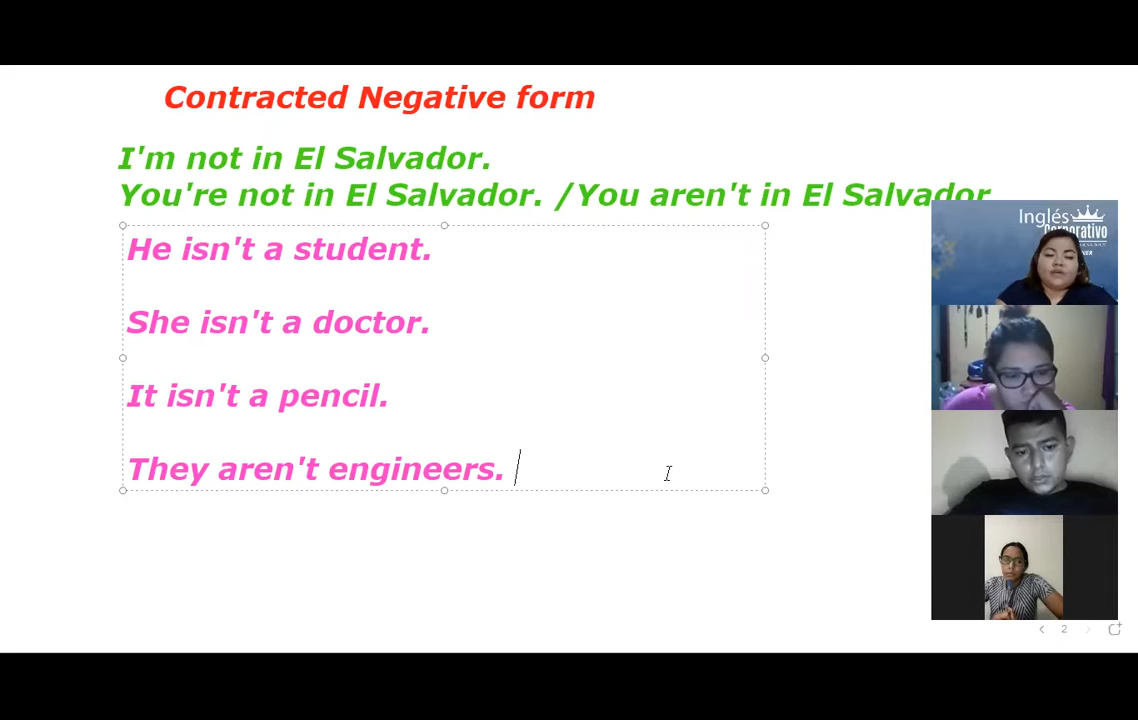 Contracted Negative form
I'm not in El Salvador.
You're not in El Salvador. /You aren't in El Salvador
He isn't a student.
She isn't a doctor.
It isn't a pencil.
They aren't engineers.
Inglés
Corporativo
2